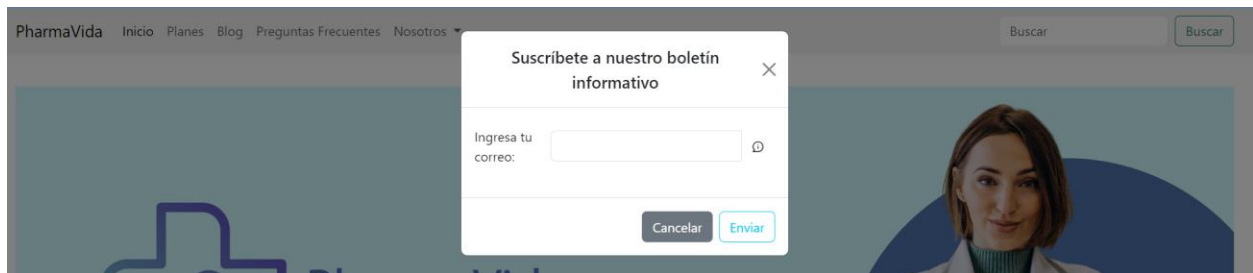 PharmaVida Inicio Planes Blog Preguntas Frecuentes Nosotros Buscar Buscar
Suscríbete a nuestro boletín
informativo
Ingresa tu
correo:
Cancelar Enviar